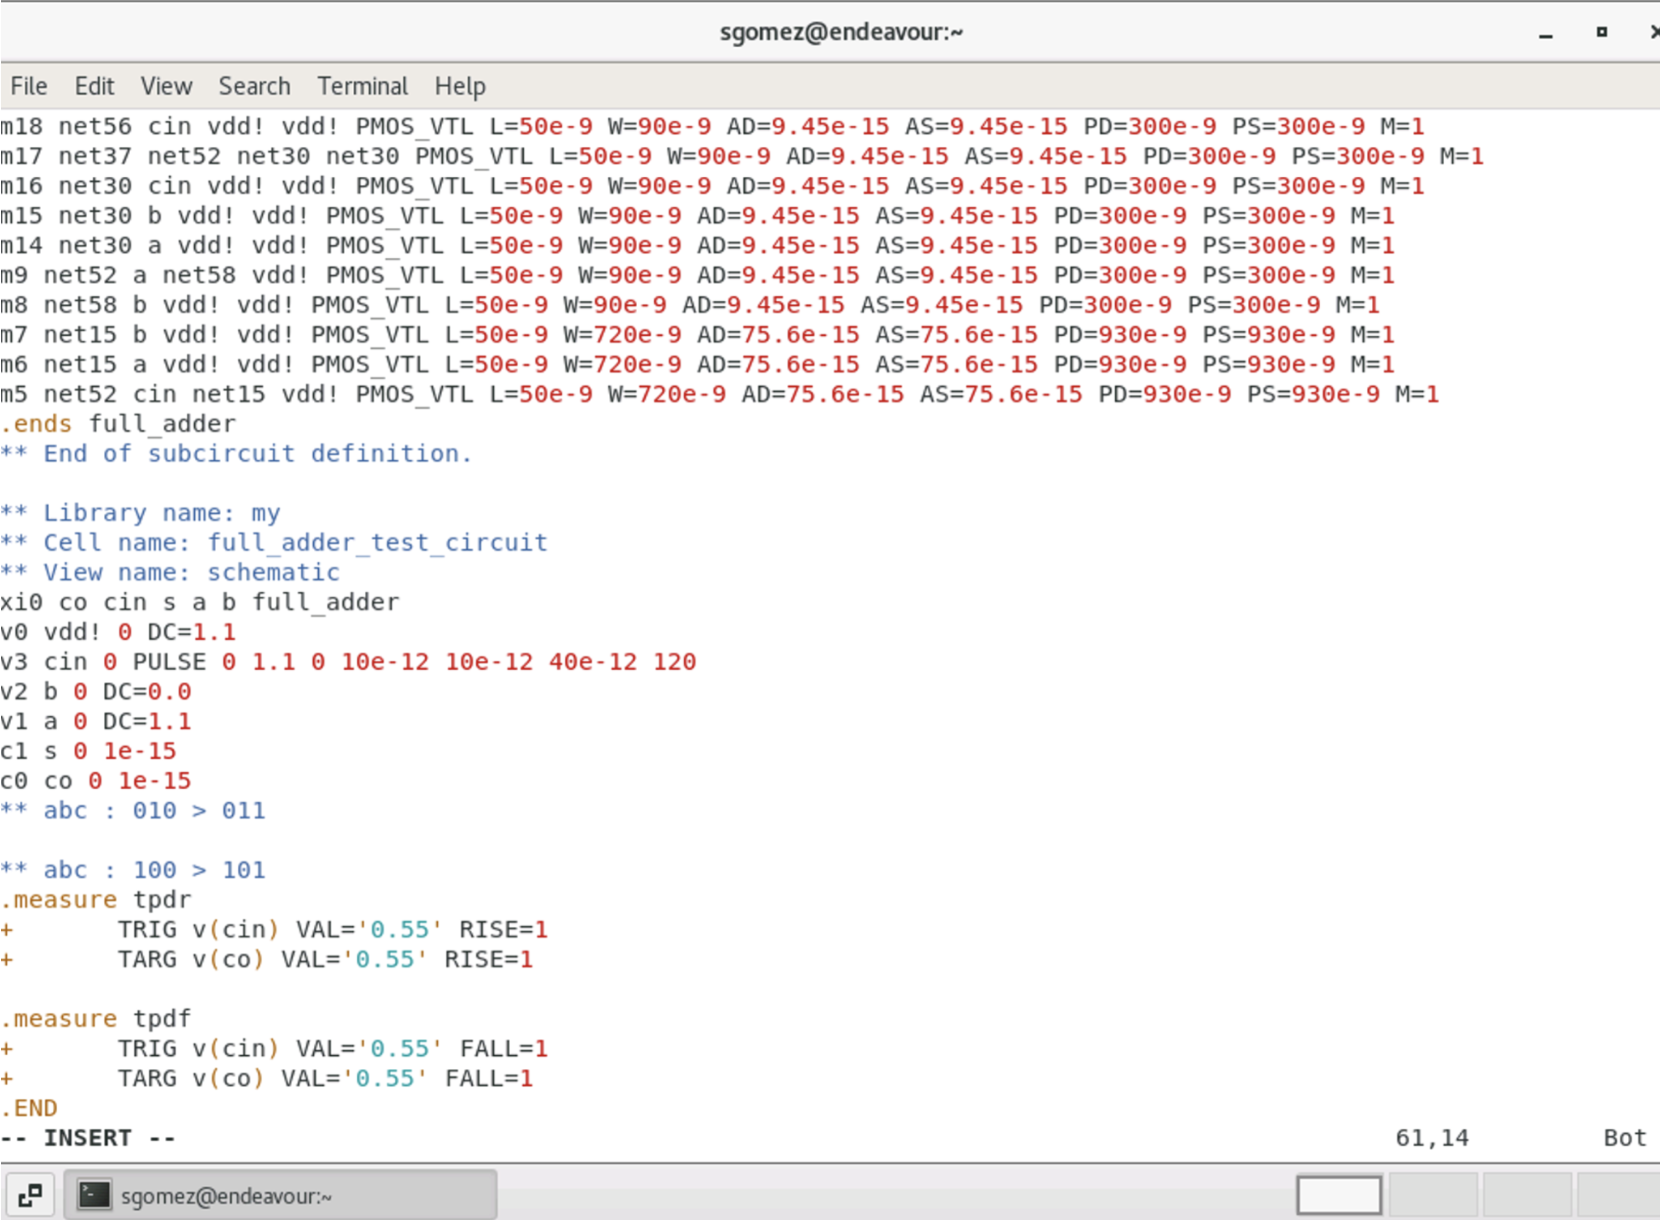 sgomez@endeavour:~
File Edit View Search Terminal Help
m18 net56 cin vdd! vdd! PMOS_VTL L=50e-9 W=90e-9 AD=9.45e-15 AS=9.45e-15 PD=300e-9 PS=300e-9 M=1
m17 net37 net52 net30 net30 PMOS_VTL L=50e-9 W=90e-9 AD=9.45e-15 AS=9.45e-15 PD=300e-9 PS=300e-9 M=1
m16 net30 cin vdd! vdd! PMOS_VTL L=50e-9 W=90e-9 AD=9.45e-15 AS=9.45e-15 PD=300e-9 PS=300e-9 M=1
m15 net30 b vdd! vdd! PMOS_VTL L=50e-9 W=90e-9 AD=9.45e-15 AS=9.45e-15 PD=300e-9 PS=300e-9 M=1
m14 net30 a vdd! vdd! PMOS_VTL L=50e-9 W=90e-9 AD=9.45e-15 AS=9.45e-15 PD=300e-9 PS=300e-9 M=1
m9 net52 a net58 vdd! PMOS_VTL L=50e-9 W=90e-9 AD=9.45e-15 AS=9.45e-15 PD=300e-9 PS=300e-9 M=1
m8 net58 b vdd! vdd! PMOS_VTL L=50e-9 W=90e-9 AD=9.45e-15 AS=9.45e-15 PD=300e-9 PS=300e-9 M=1
m7 net15 b vdd! vdd! PMOS_VTL L=50e-9 W=720e-9 AD=75.6e-15 AS=75.6e-15 PD=930e-9 PS=930e-9 M=1
m6 net15 a vdd! vdd! PMOS_VTL L=50e-9 W=720e-9 AD=75.6e-15 AS=75.6e-15 PD=930e-9 PS=930e-9 M=1
m5 net52 cin net15 vdd! PMOS_VTL L=50e-9 W=720e-9 AD=75.6e-15 AS=75.6e-15 PD=930e-9 PS=930e-9 M=1
.ends full_adder
** End of subcircuit definition.
** Library name: my
** Cell name: full_adder_test_circuit
** View name: schematic
xi0 co cin s a b full_adder
v0 vdd! 0 DC=1.1
v3 cin 0 PULSE 0 1.1 0 10e-12 10e-12 40e-12 120
v2 b 0 DC=0.0
v1 a 0 DC=1.1
c1 s 0 1e-15
c0 co 0 1e-15
** abc : 010 > 011
** abc : 100 > 101
.measure tpdr
+ TRIG v(cin) VAL='0.55' RISE=1
+ TARG v(co) VAL='0.55' RISE=1
.measure tpdf
+ TRIG v(cin) VAL='0.55' FALL=1
+ TARG v(co) VAL='0.55' FALL=1
.END
-- INSERT -- 61,14 Bot
sgomez@endeavour:~